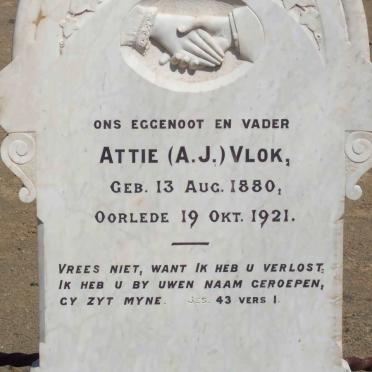 ONS EGGENOOT EN VADER
ATTIE (A.J.) VLOK,
GEB. 13 AUG. 1880,
OORLEDE 19 OKT. 1921.
VREES NIET, WANT IK HEB U VERLOST,
IK HEB U BY UWEN NAAM GEROEPEN,
GY ZYT MYNE. JES. 43 VERS 1.